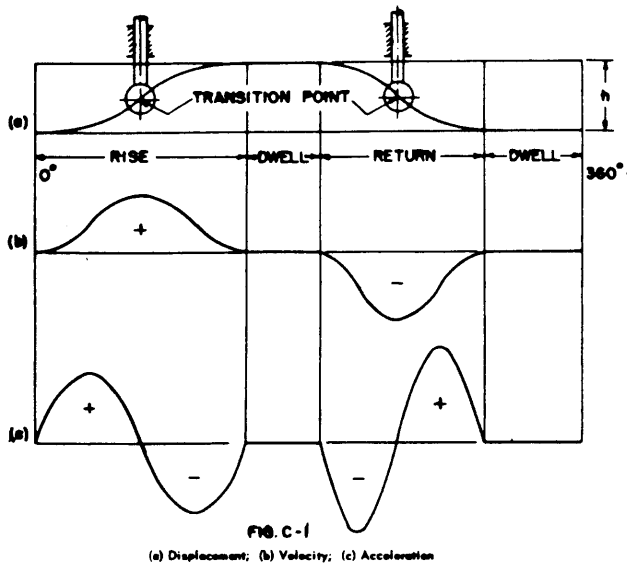 TRANSITION POINT
h
(a)
RISE DWELL RETURN DWELL
0° 360°
(b) + −
(c) + − − +
FIG. C-1
(a) Displacement; (b) Velocity; (c) Acceleration